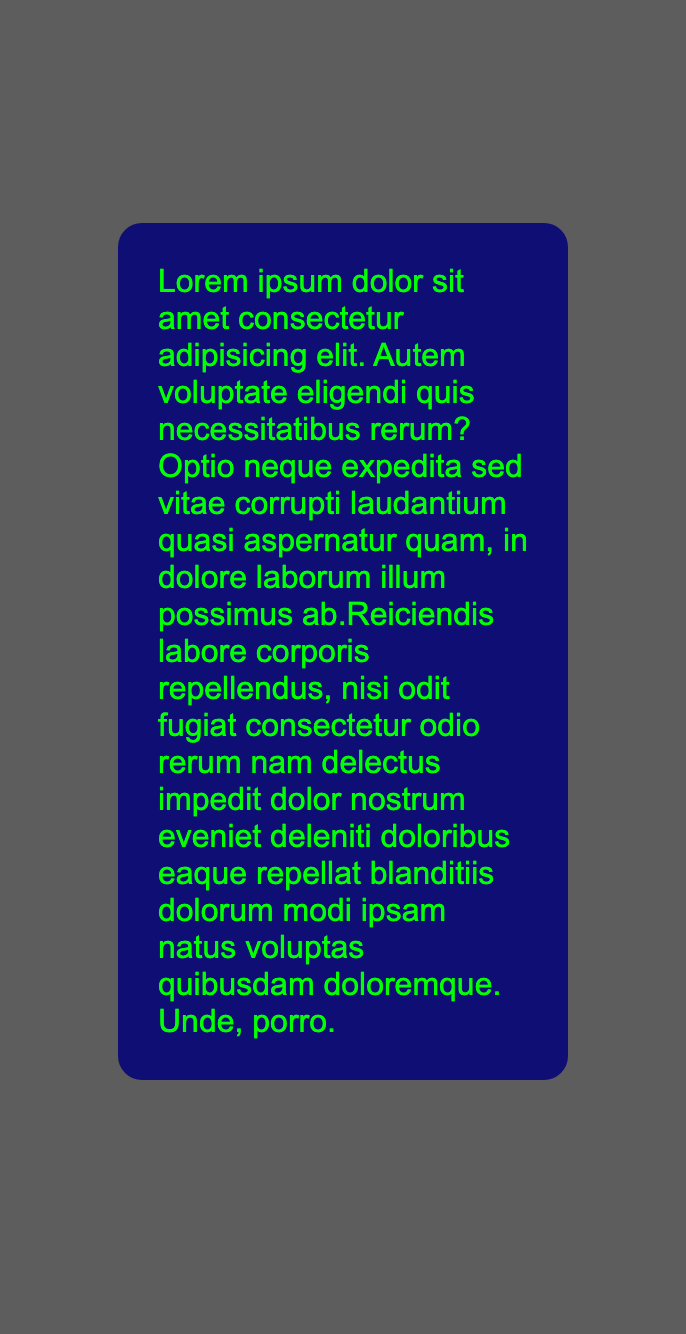 Lorem ipsum dolor sit
amet consectetur
adipisicing elit. Autem
voluptate eligendi quis
necessitatibus rerum?
Optio neque expedita sed
vitae corrupti laudantium
quasi aspernatur quam, in
dolore laborum illum
possimus ab.Reiciendis
labore corporis
repellendus, nisi odit
fugiat consectetur odio
rerum nam delectus
impedit dolor nostrum
eveniet deleniti doloribus
eaque repellat blanditiis
dolorum modi ipsam
natus voluptas
quibusdam doloremque.
Unde, porro.